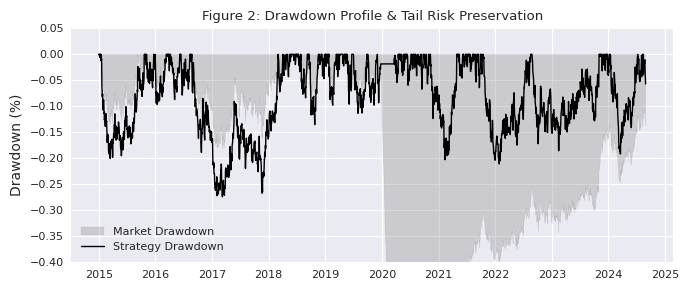 Figure 2: Drawdown Profile & Tail Risk Preservation
0.05
0.00
−0.05
−0.10
−0.15
−0.20
−0.25
−0.30
−0.35
−0.40
Drawdown (%)
Market Drawdown
Strategy Drawdown
2015 2016 2017 2018 2019 2020 2021 2022 2023 2024 2025